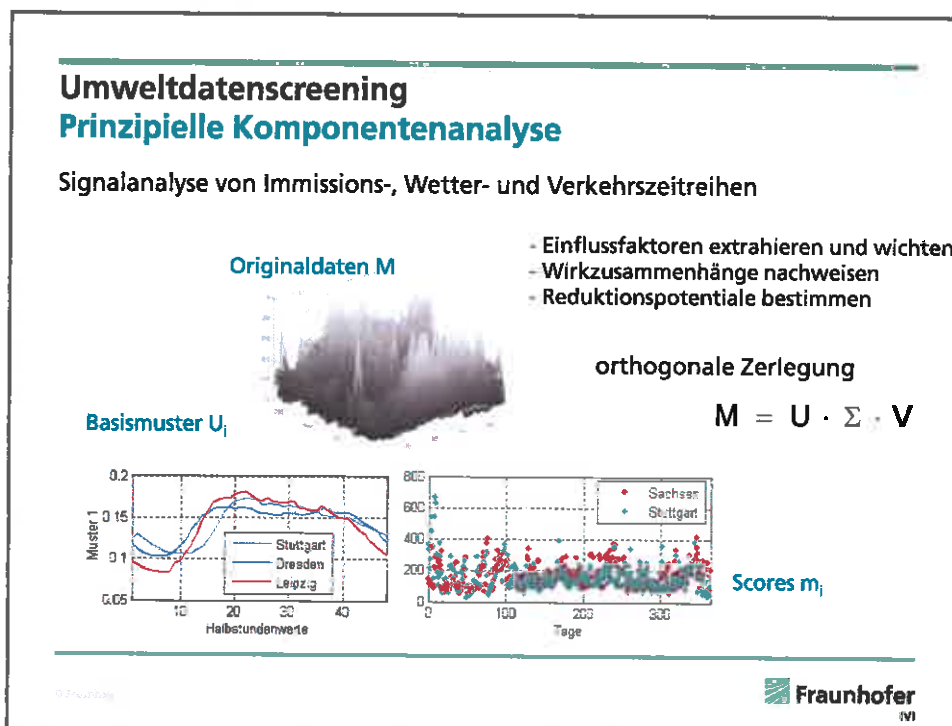 Umweltdatenscreening
Prinzipielle Komponentenanalyse
Signalanalyse von Immissions-, Wetter- und Verkehrszeitreihen
Originaldaten M
- Einflussfaktoren extrahieren und wichten
- Wirkzusammenhänge nachweisen
- Reduktionspotentiale bestimmen
orthogonale Zerlegung
M = U · Σ · V
Basismuster Ui
0.2
0.15
0.1
0.05
Muster 1
Stuttgart
Dresden
Leipzig
10 20 30 40
Halbstundenwerte
800
600
400
200
0
Sachsen
Stuttgart
0 100 200 300
Tage
Scores mi
© Fraunhofer
Fraunhofer
IVI